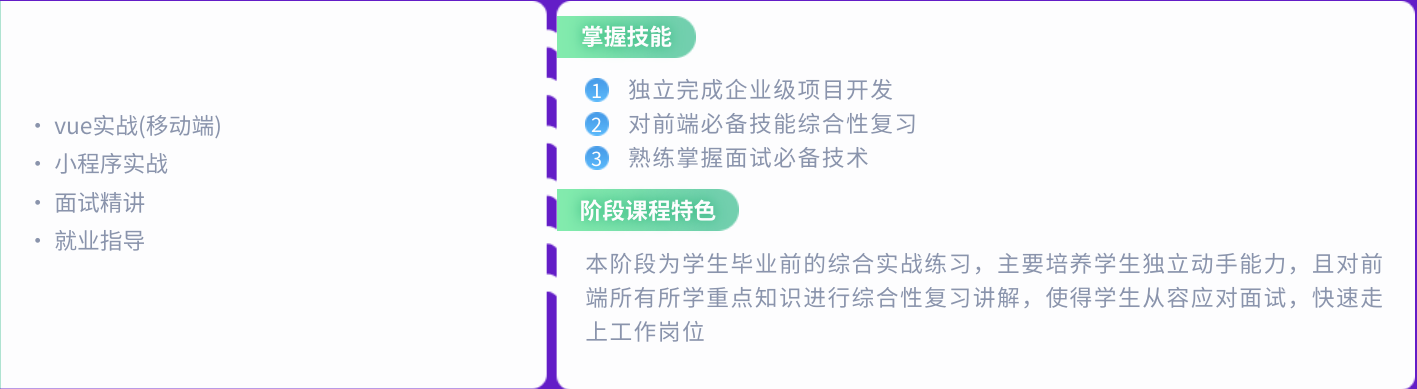 • vue实战(移动端)
• 小程序实战
• 面试精讲
• 就业指导
掌握技能
1 独立完成企业级项目开发
2 对前端必备技能综合性复习
3 熟练掌握面试必备技术
阶段课程特色
本阶段为学生毕业前的综合实战练习，主要培养学生独立动手能力，且对前
端所有所学重点知识进行综合性复习讲解，使得学生从容应对面试，快速走
上工作岗位